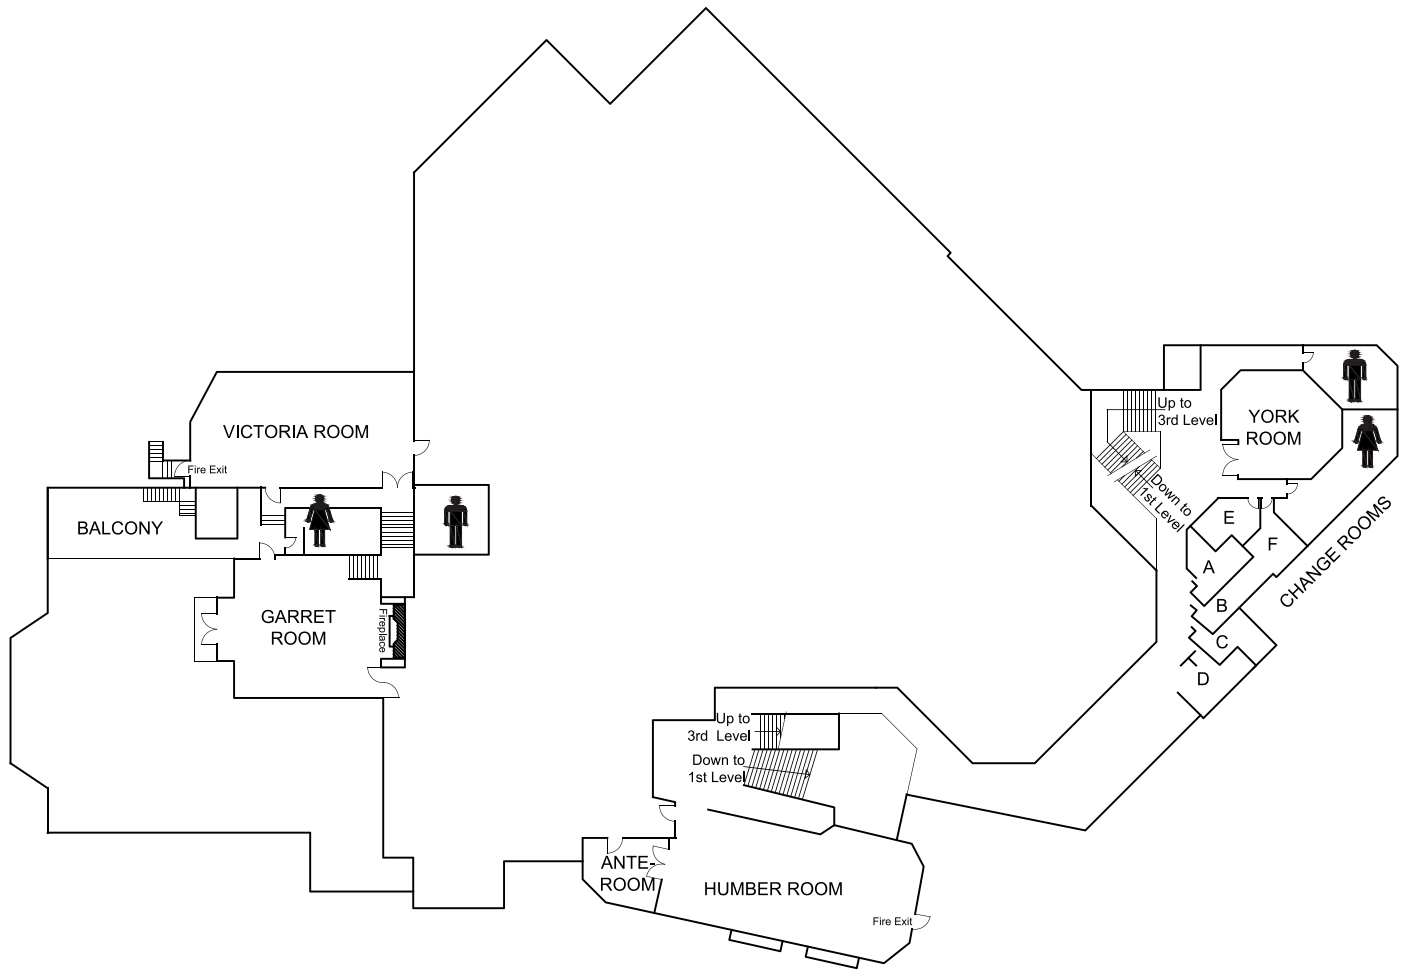 VICTORIA ROOM
Fire Exit
BALCONY
GARRET
ROOM
Fireplace
Up to
3rd Level
YORK
ROOM
Down to
1st Level
E
F
A
B
C
D
CHANGE ROOMS
Up to
3rd Level
Down to
1st Level
ANTE-
ROOM
HUMBER ROOM
Fire Exit